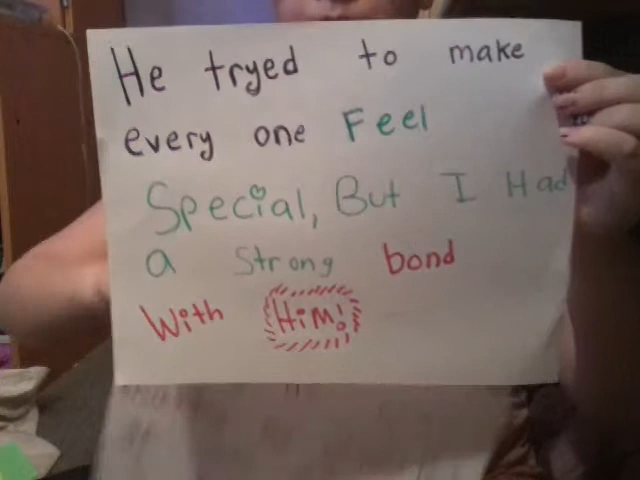 He tryed to make
every one Feel
Special, But I Had
a Strong bond
With HiM!